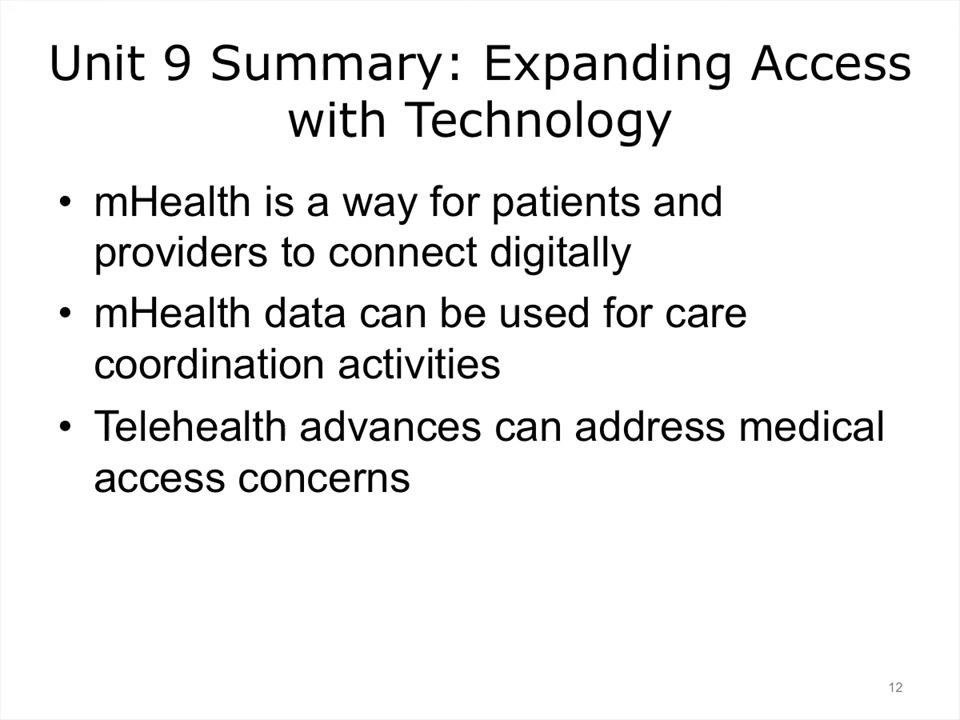 Unit 9 Summary: Expanding Access
with Technology
• mHealth is a way for patients and
providers to connect digitally
• mHealth data can be used for care
coordination activities
• Telehealth advances can address medical
access concerns
12